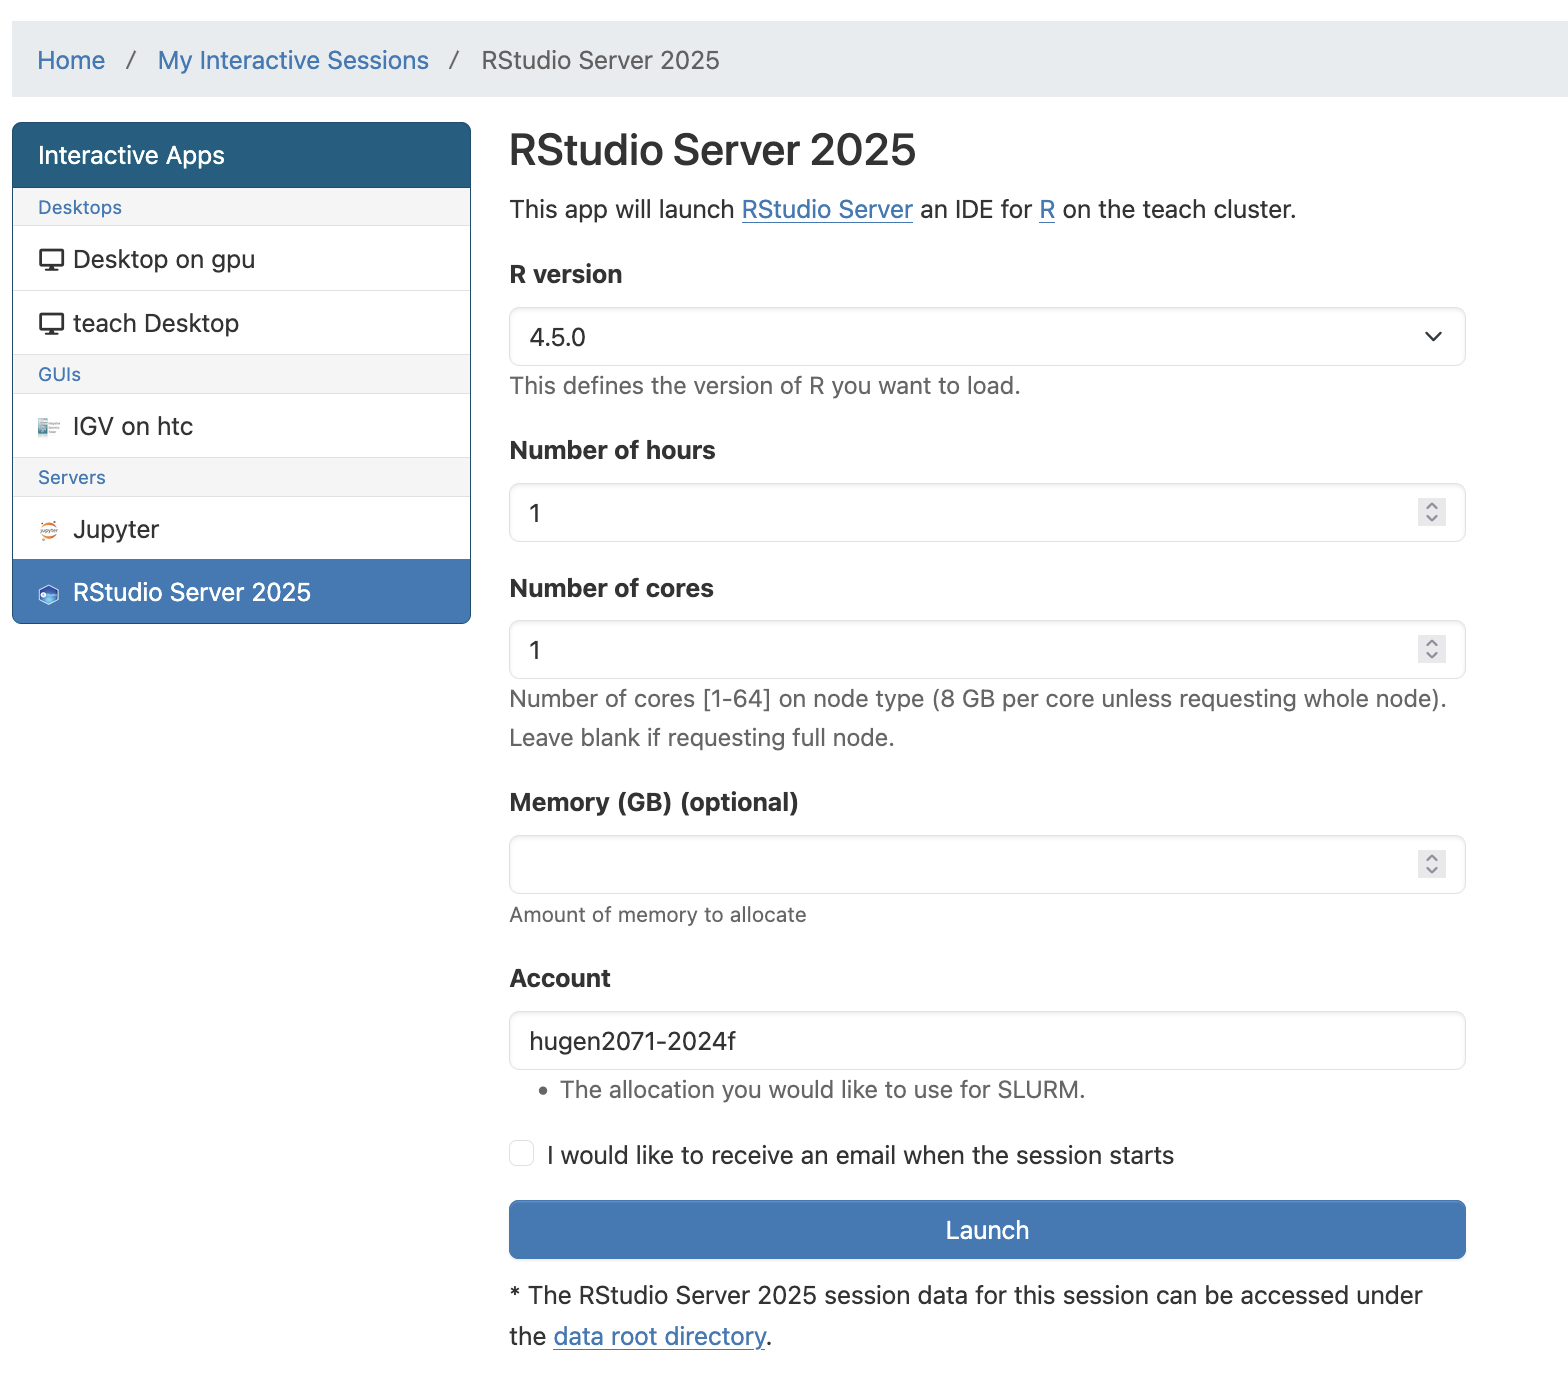 Home / My Interactive Sessions / RStudio Server 2025
Interactive Apps
Desktops
Desktop on gpu
teach Desktop
GUIs
IGV on htc
Servers
Jupyter
RStudio Server 2025
RStudio Server 2025
This app will launch RStudio Server an IDE for R on the teach cluster.
R version
4.5.0
This defines the version of R you want to load.
Number of hours
1
Number of cores
1
Number of cores [1-64] on node type (8 GB per core unless requesting whole node).
Leave blank if requesting full node.
Memory (GB) (optional)
Amount of memory to allocate
Account
hugen2071-2024f
• The allocation you would like to use for SLURM.
I would like to receive an email when the session starts
Launch
* The RStudio Server 2025 session data for this session can be accessed under
the data root directory.